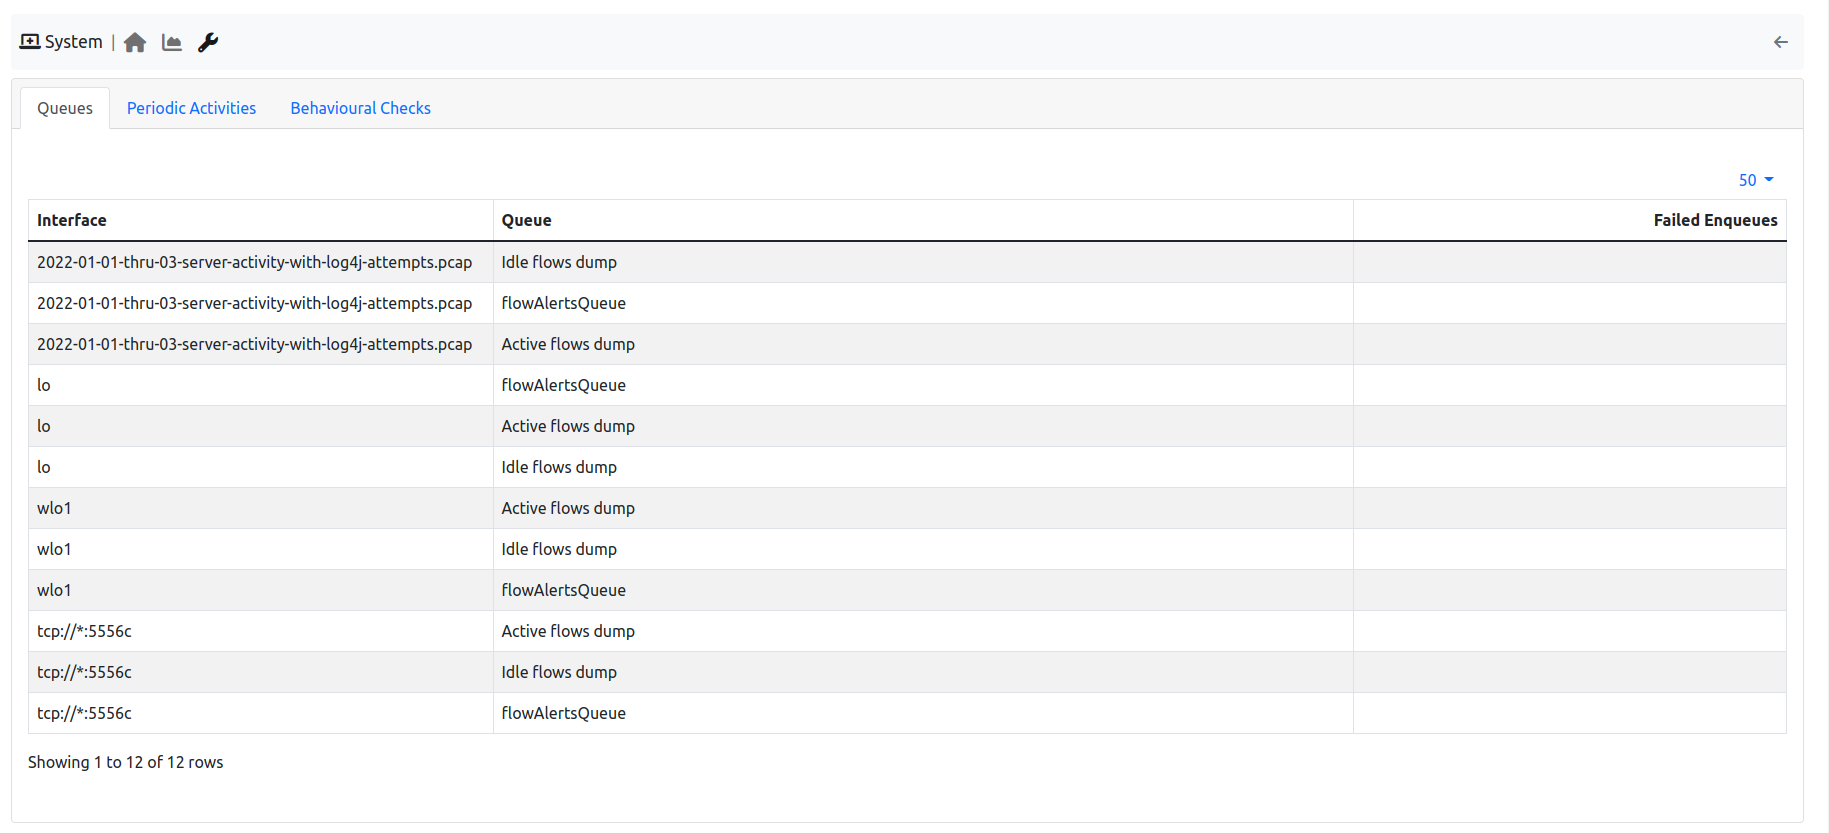 System |
Queues Periodic Activities Behavioural Checks
50
Interface Queue Failed Enqueues
2022-01-01-thru-03-server-activity-with-log4j-attempts.pcap Idle flows dump
2022-01-01-thru-03-server-activity-with-log4j-attempts.pcap flowAlertsQueue
2022-01-01-thru-03-server-activity-with-log4j-attempts.pcap Active flows dump
lo flowAlertsQueue
lo Active flows dump
lo Idle flows dump
wlo1 Active flows dump
wlo1 Idle flows dump
wlo1 flowAlertsQueue
tcp://*:5556c Active flows dump
tcp://*:5556c Idle flows dump
tcp://*:5556c flowAlertsQueue
Showing 1 to 12 of 12 rows